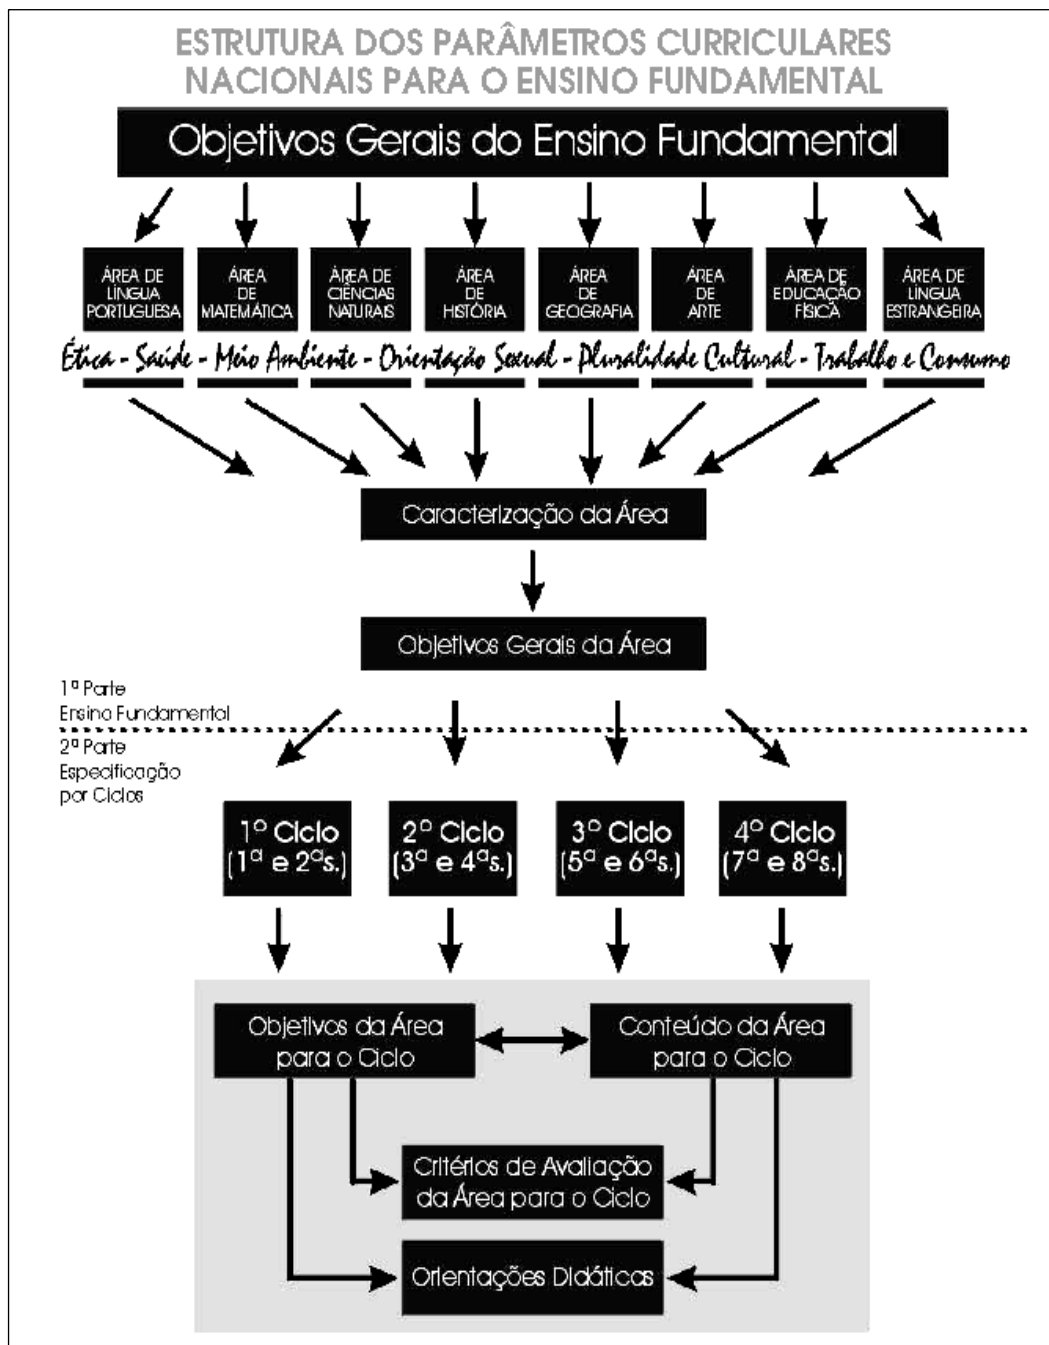 ESTRUTURA DOS PARÂMETROS CURRICULARES
NACIONAIS PARA O ENSINO FUNDAMENTAL
Objetivos Gerais do Ensino Fundamental
ÁREA DE
LÍNGUA
PORTUGUESA
ÁREA
DE
MATEMÁTICA
ÁREA DE
CIÊNCIAS
NATURAIS
ÁREA
DE
HISTÓRIA
ÁREA
DE
GEOGRAFIA
ÁREA
DE
ARTE
ÁREA DE
EDUCAÇÃO
FÍSICA
ÁREA DE
LÍNGUA
ESTRANGEIRA
Ética - Saúde - Meio Ambiente - Orientação Sexual - Pluralidade Cultural - Trabalho e Consumo
Caracterização da Área
Objetivos Gerais da Área
1ª Parte
Ensino Fundamental
2ª Parte
Especificação
por Ciclos
1º Ciclo
(1ª e 2ªs.)
2º Ciclo
(3ª e 4ªs.)
3º Ciclo
(5ª e 6ªs.)
4º Ciclo
(7ª e 8ªs.)
Objetivos da Área
para o Ciclo
Conteúdo da Área
para o Ciclo
Critérios de Avaliação
da Área para o Ciclo
Orientações Didáticas